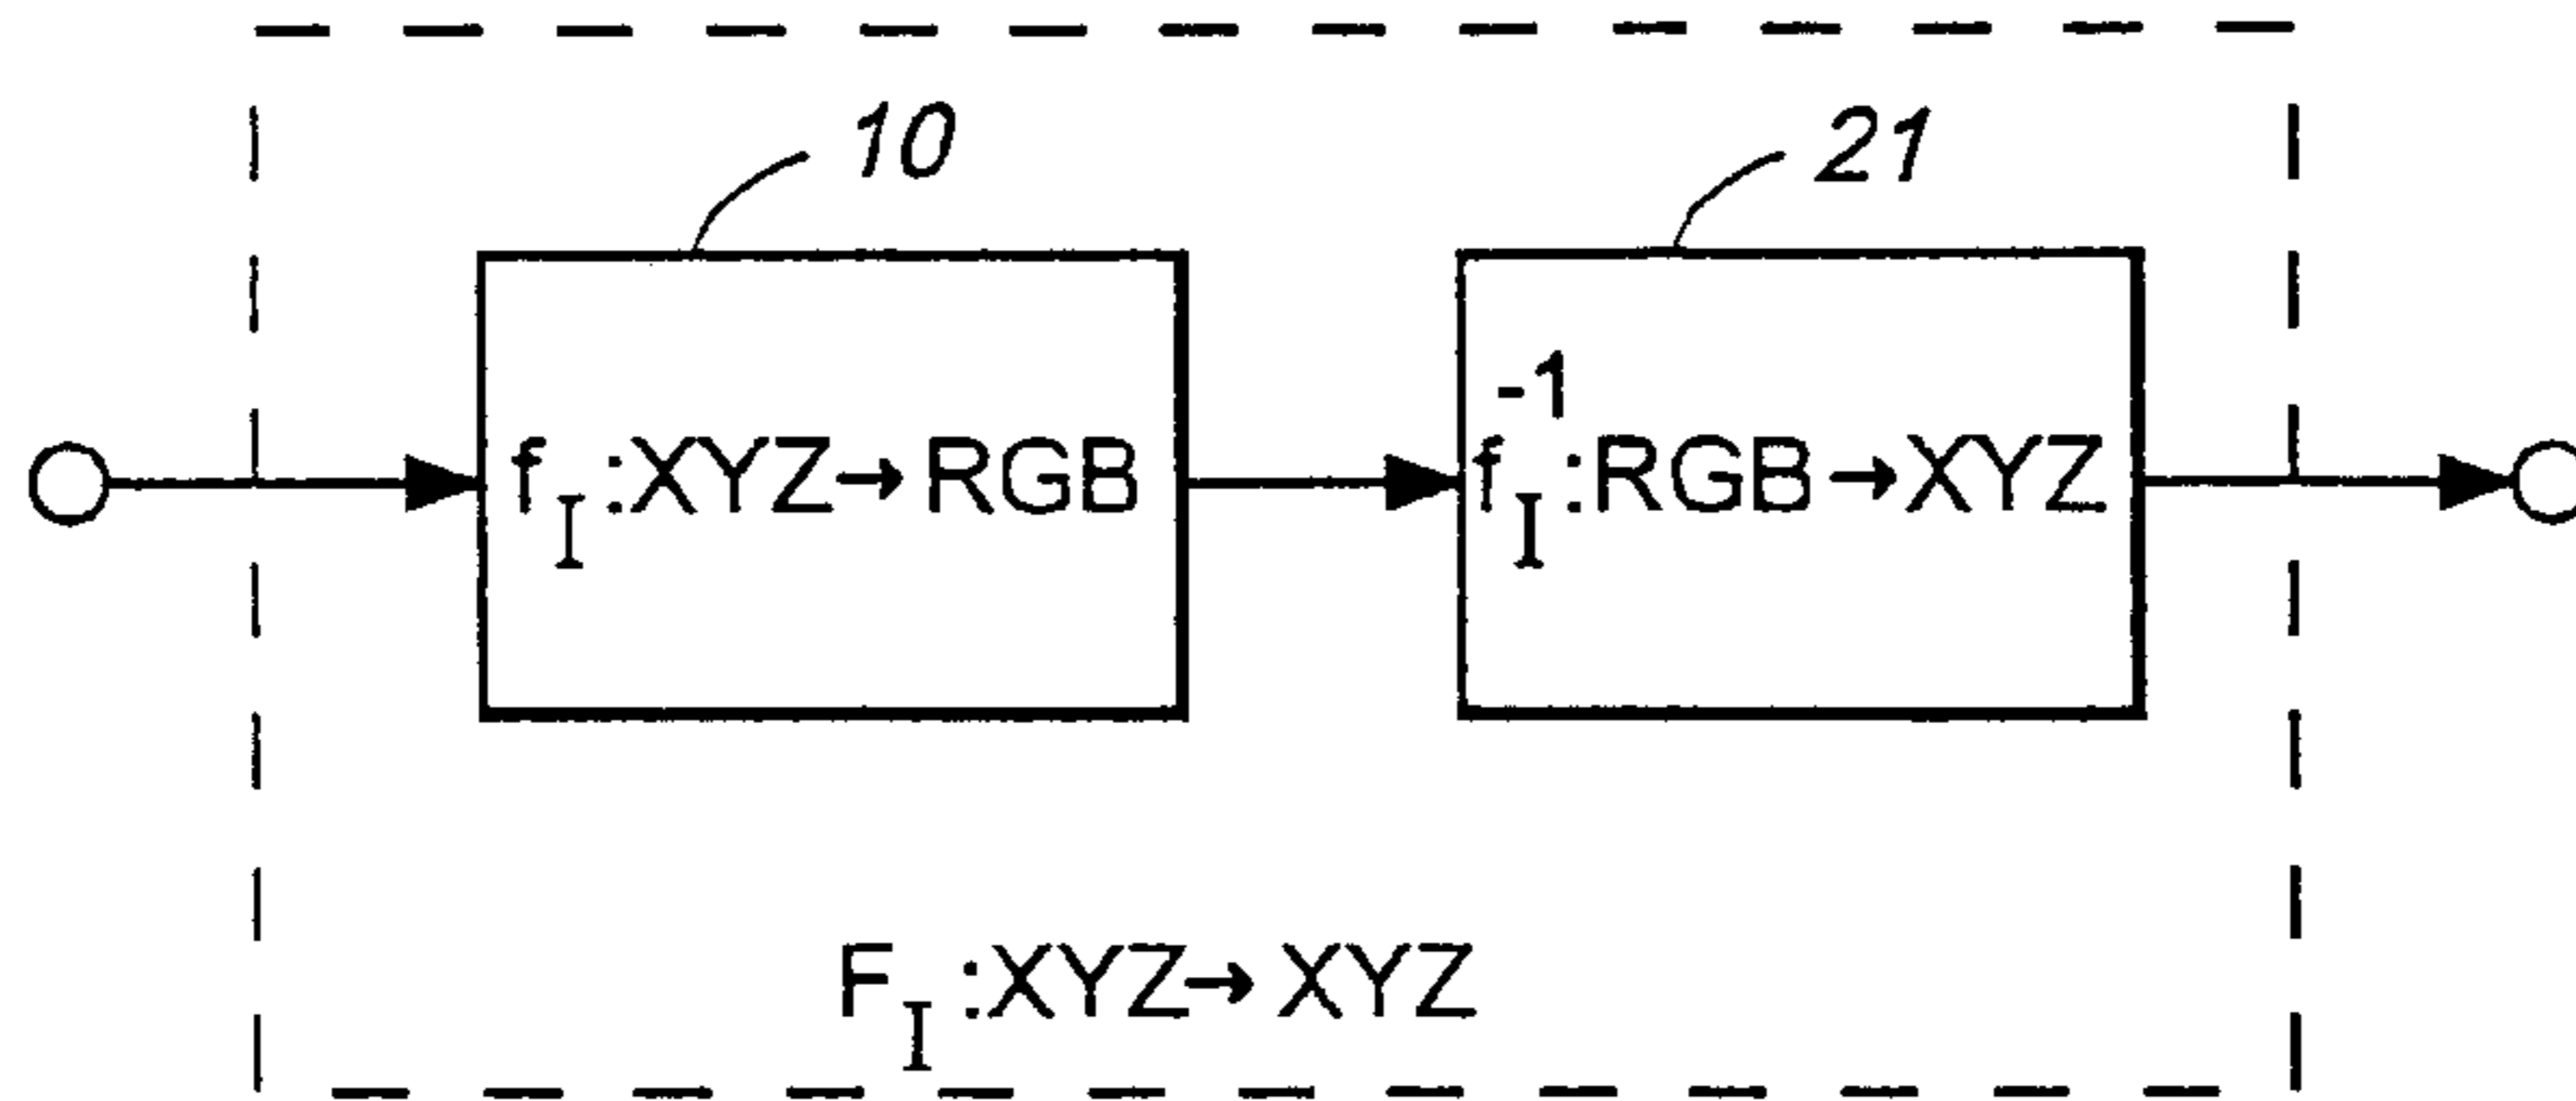 10
21
f_I :XYZ→RGB
f_I^-1 :RGB→XYZ
F_I :XYZ→XYZ